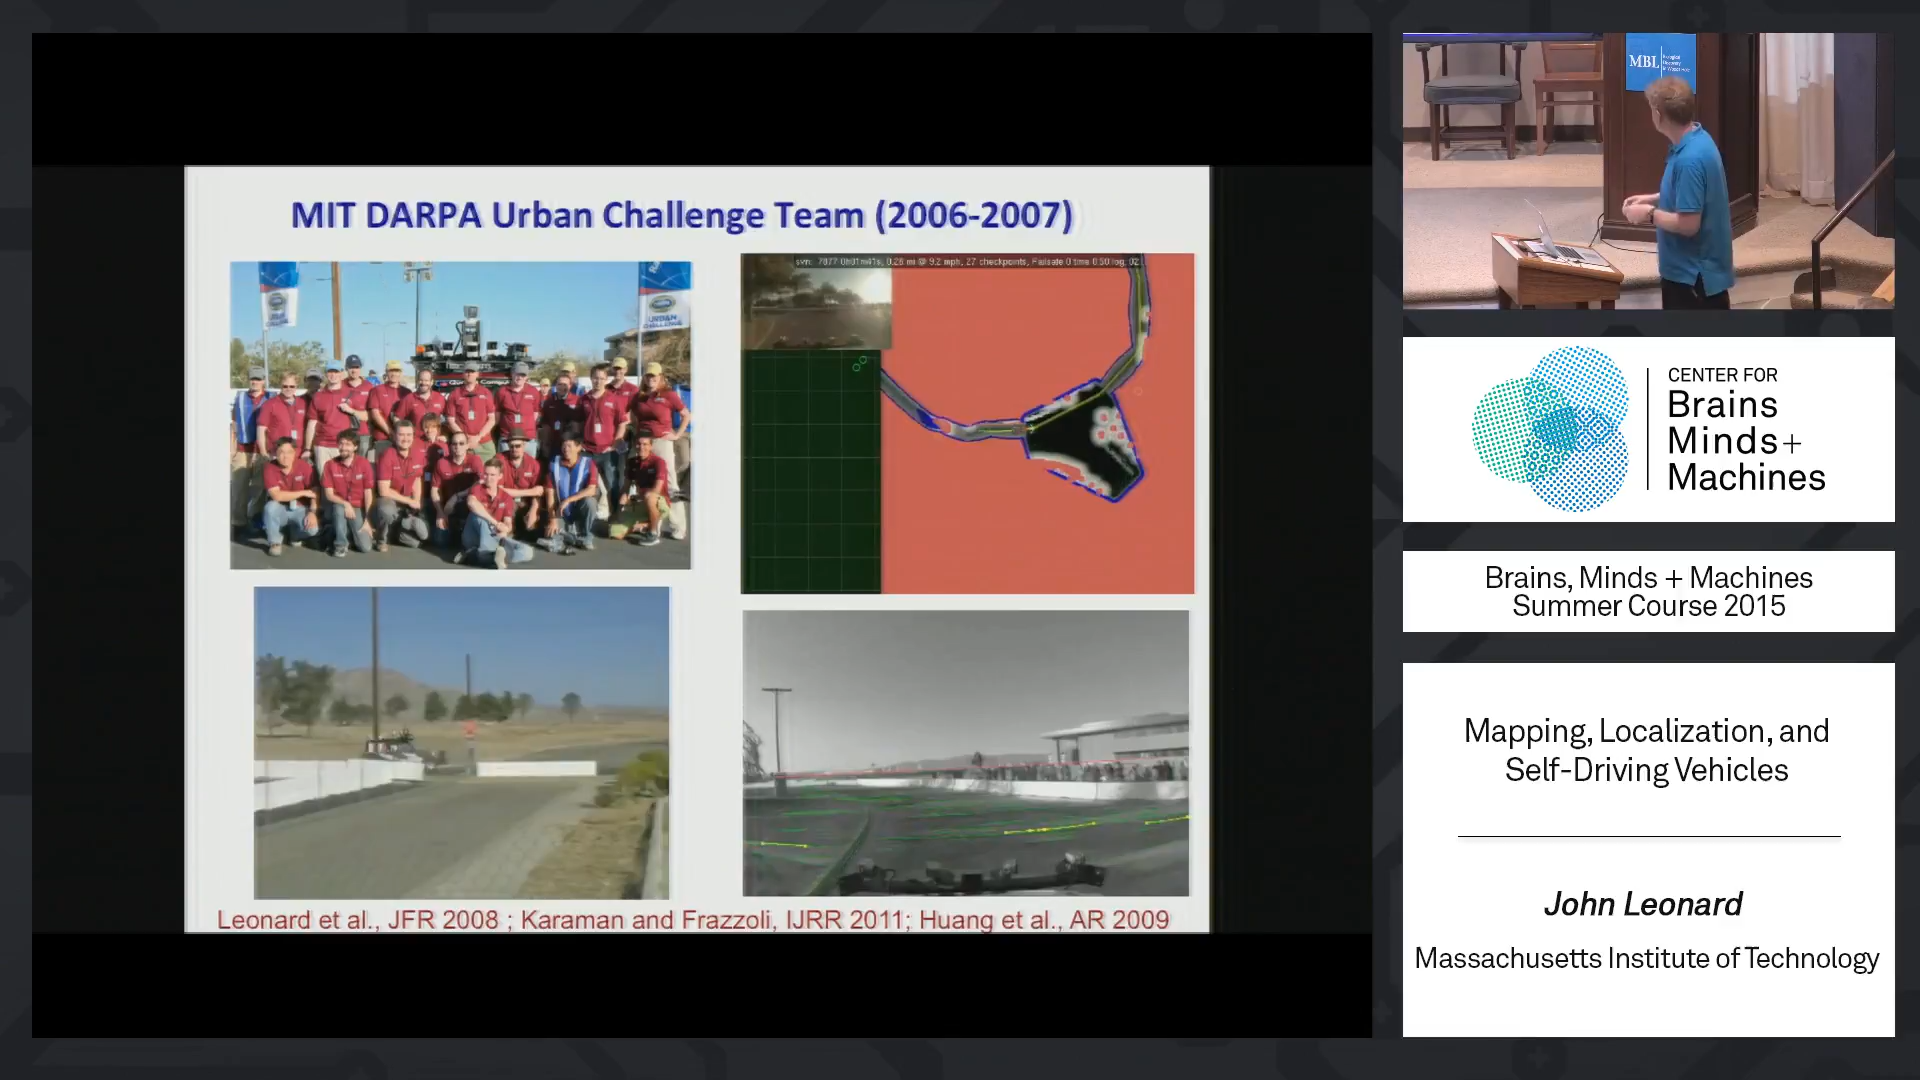 MIT DARPA Urban Challenge Team (2006-2007)
URBAN
CHALLENGE
Leonard et al., JFR 2008 ; Karaman and Frazzoli, IJRR 2011; Huang et al., AR 2009
MBL
CENTER FOR
Brains
Minds+
Machines
Brains, Minds + Machines
Summer Course 2015
Mapping, Localization, and
Self-Driving Vehicles
John Leonard
Massachusetts Institute of Technology